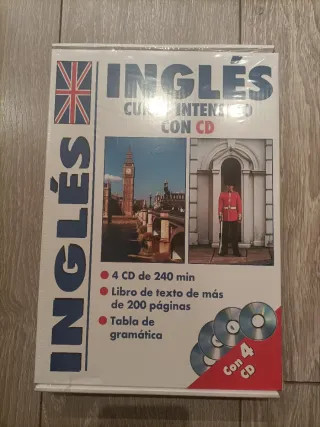 INGLÉS
INGLÉS
CURSO INTENSIVO
CON CD
4 CD de 240 min
Libro de texto de más
de 200 páginas
Tabla de
gramática
Con 4
CD